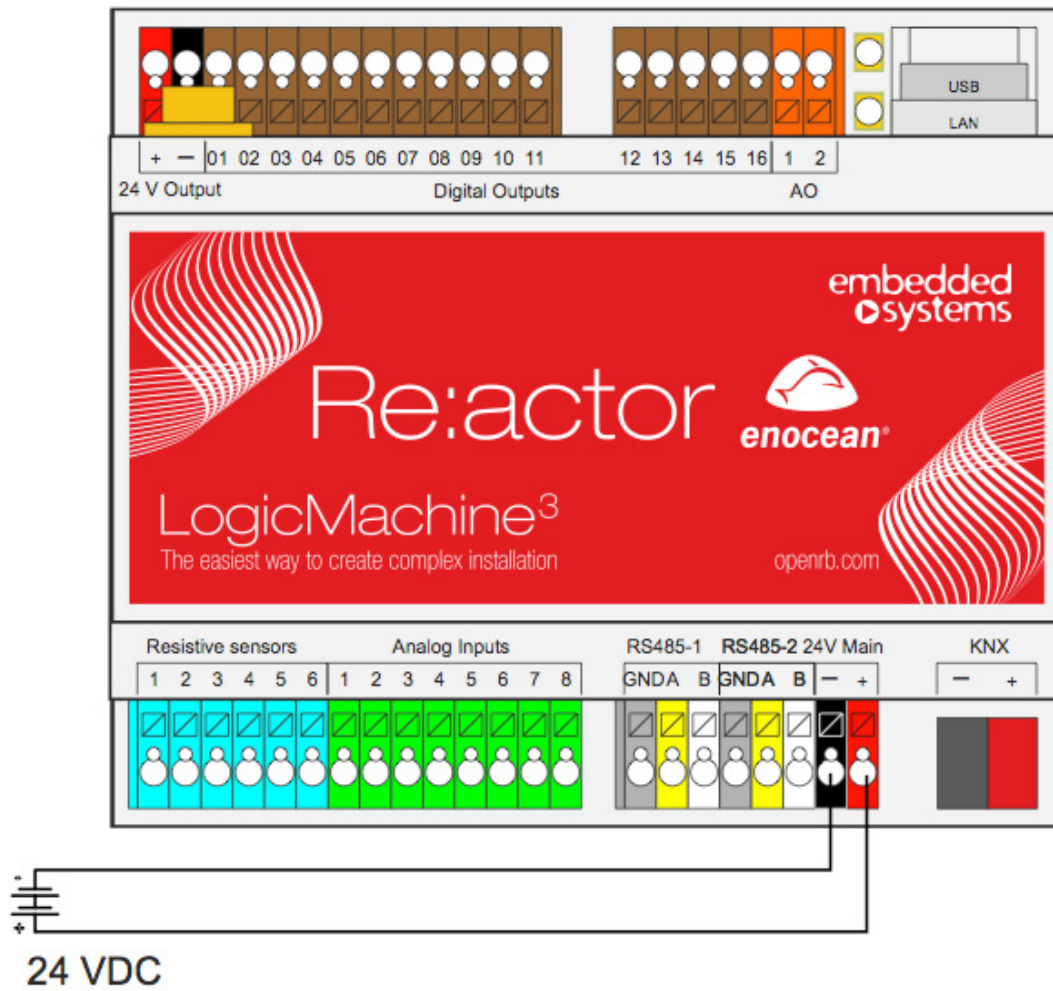 USB
LAN
+ — 01 02 03 04 05 06 07 08 09 10 11 12 13 14 15 16 1 2
24 V Output Digital Outputs AO
embedded
systems
Re:actor
enocean®
LogicMachine3
The easiest way to create complex installation openrb.com
Resistive sensors Analog Inputs RS485-1 RS485-2 24V Main KNX
1 2 3 4 5 6 1 2 3 4 5 6 7 8 GND A B GND A B — + — +
-
+
24 VDC